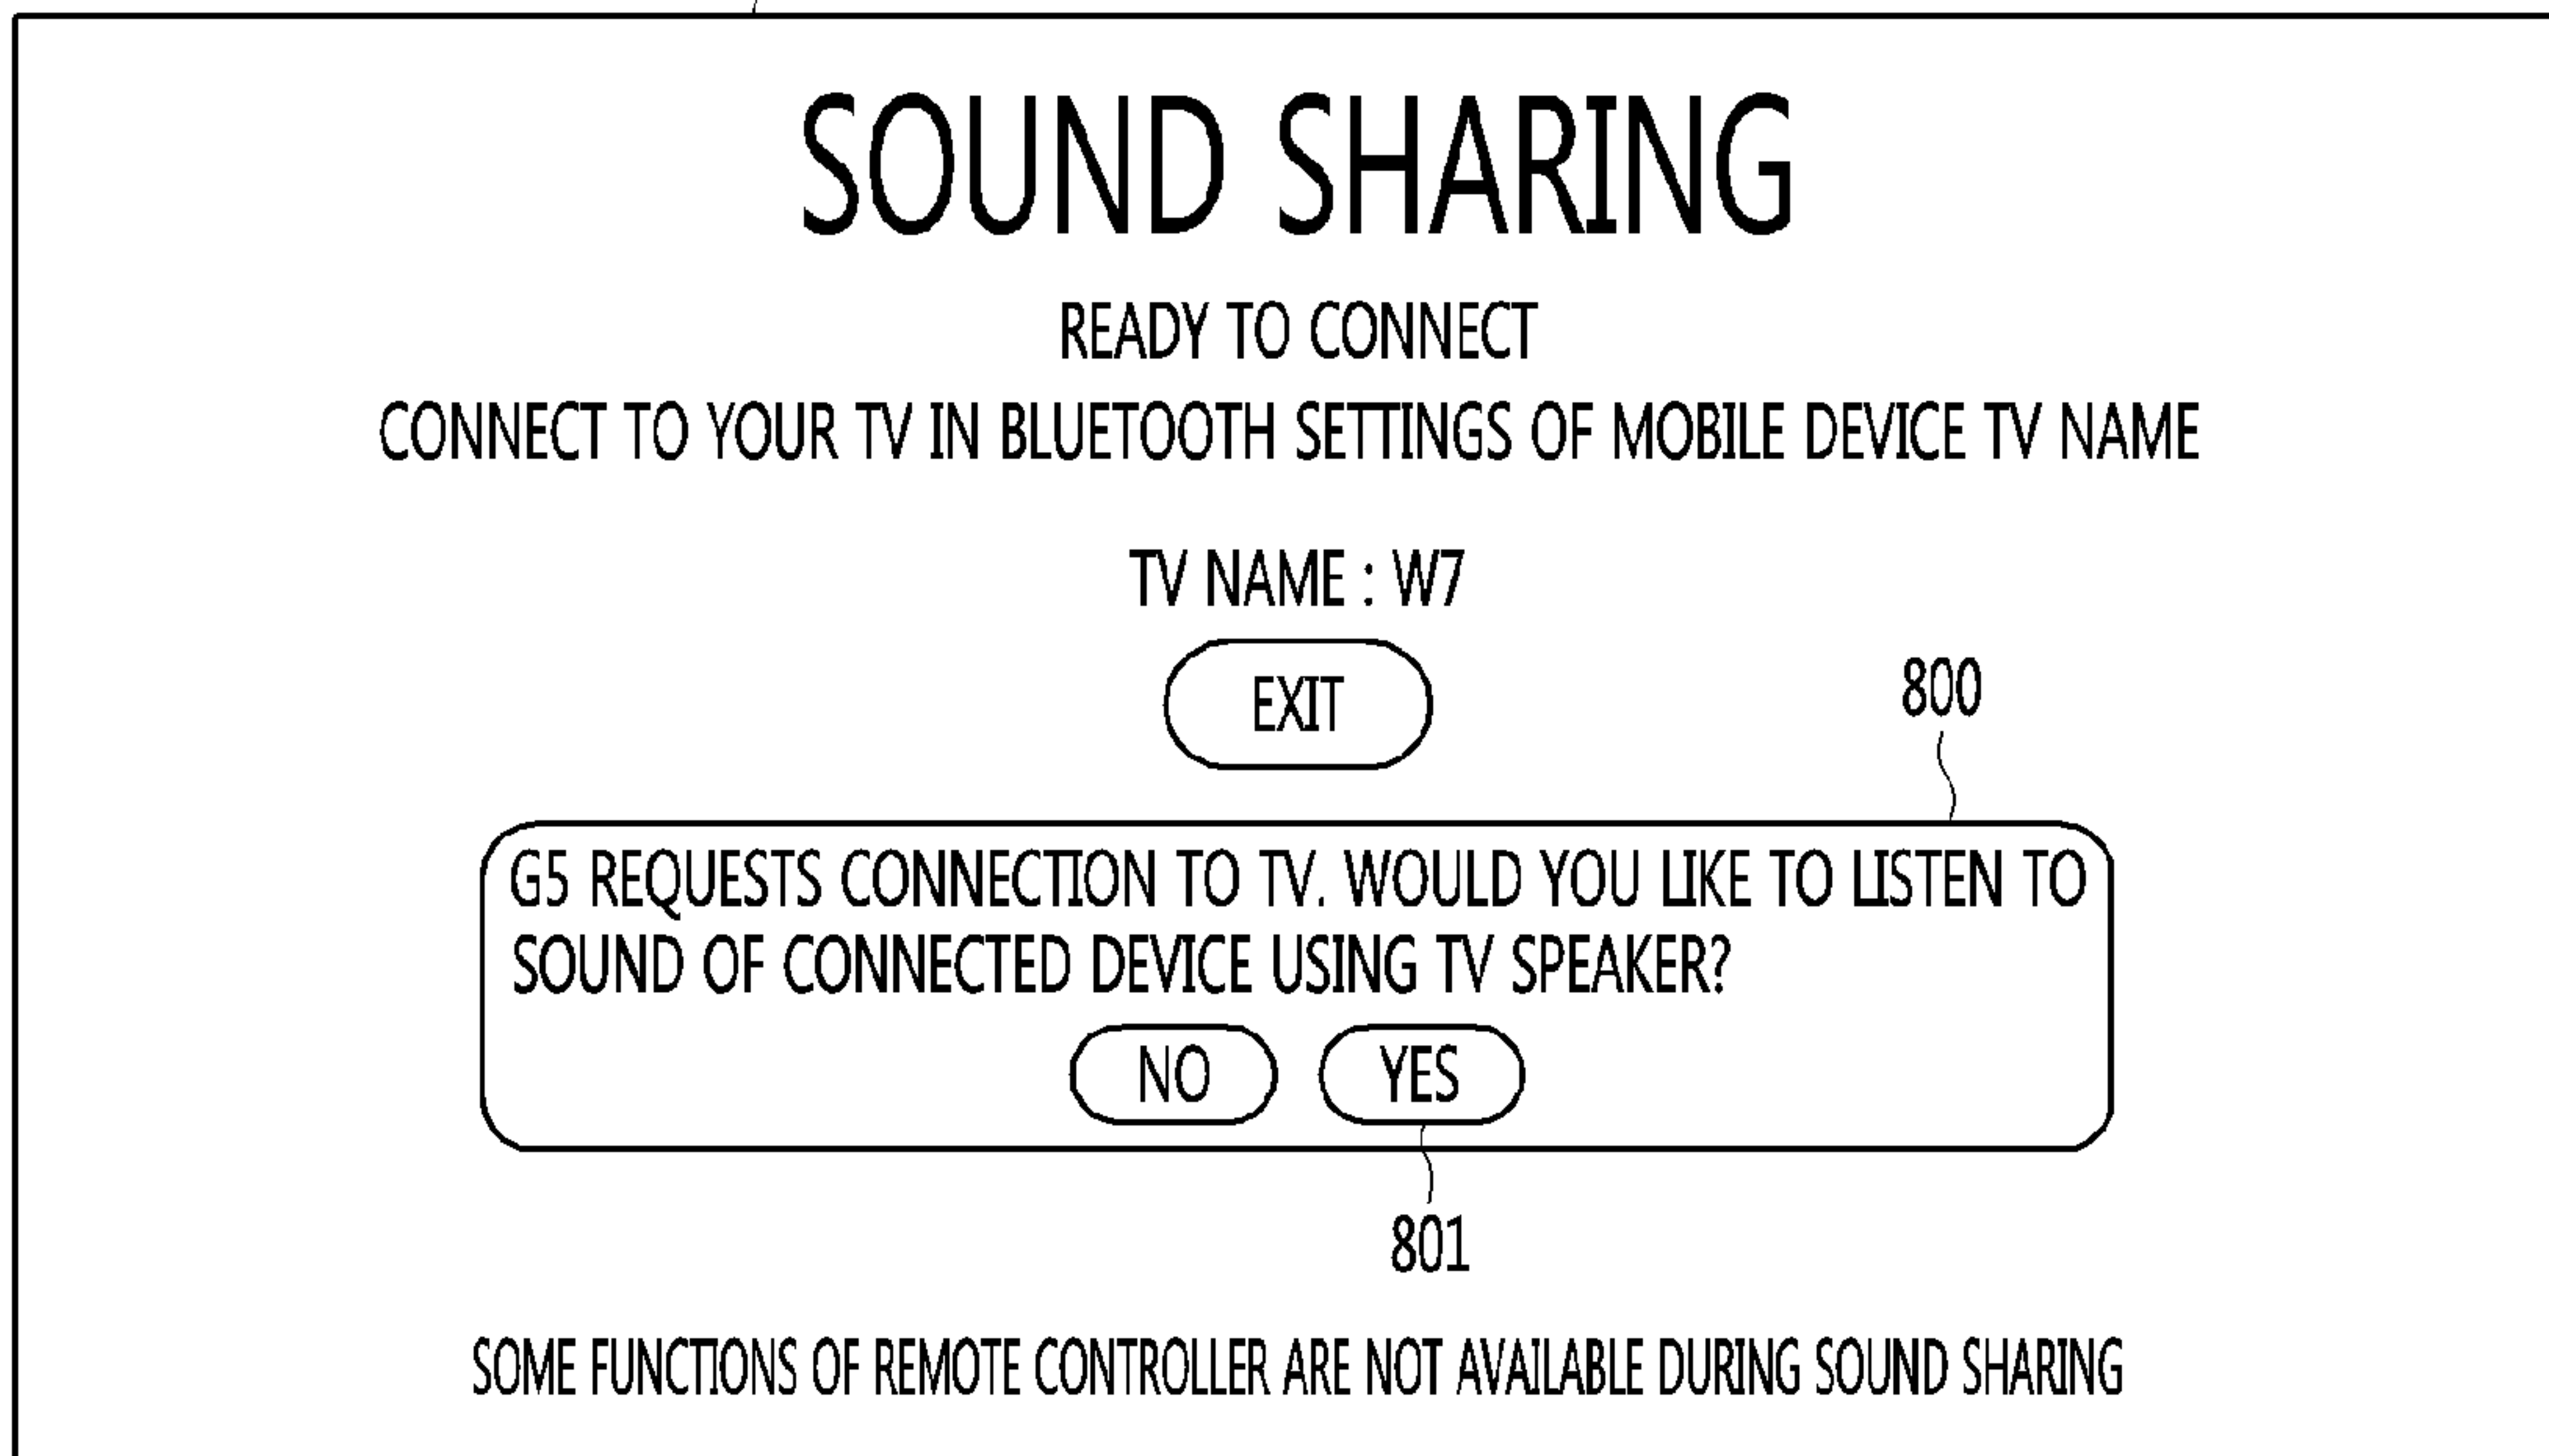 SOUND SHARING
READY TO CONNECT
CONNECT TO YOUR TV IN BLUETOOTH SETTINGS OF MOBILE DEVICE TV NAME
TV NAME : W7
EXIT
800
G5 REQUESTS CONNECTION TO TV. WOULD YOU LIKE TO LISTEN TO
SOUND OF CONNECTED DEVICE USING TV SPEAKER?
NO YES
801
SOME FUNCTIONS OF REMOTE CONTROLLER ARE NOT AVAILABLE DURING SOUND SHARING